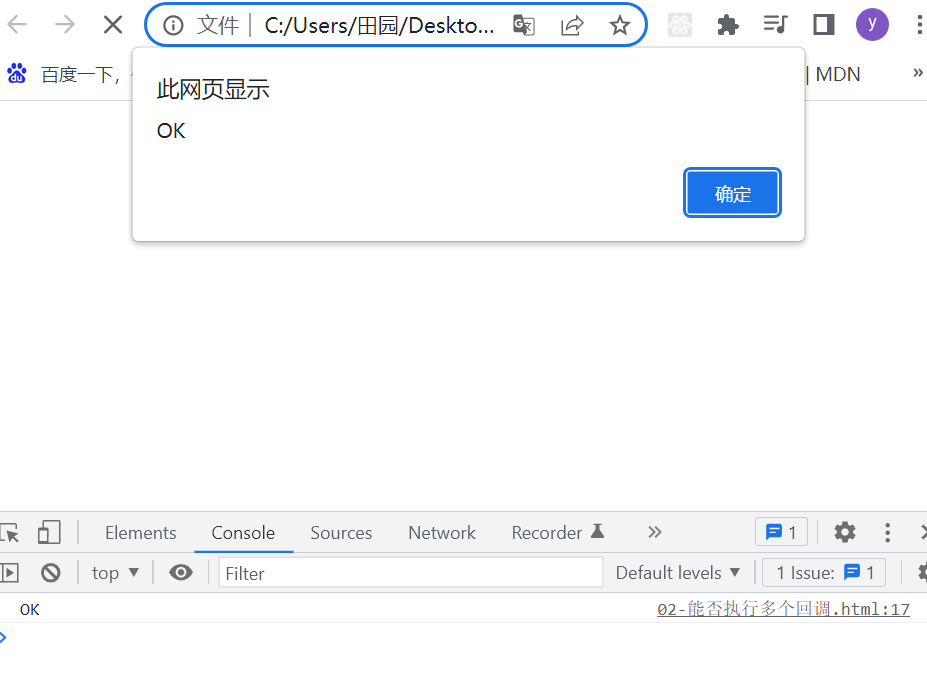 文件 C:/Users/田园/Deskto...
y
百度一下，
| MDN
»
此网页显示
OK
确定
Elements Console Sources Network Recorder » 1
top ▼ Filter Default levels ▼ 1 Issue: 1
OK 02-能否执行多个回调.html:17